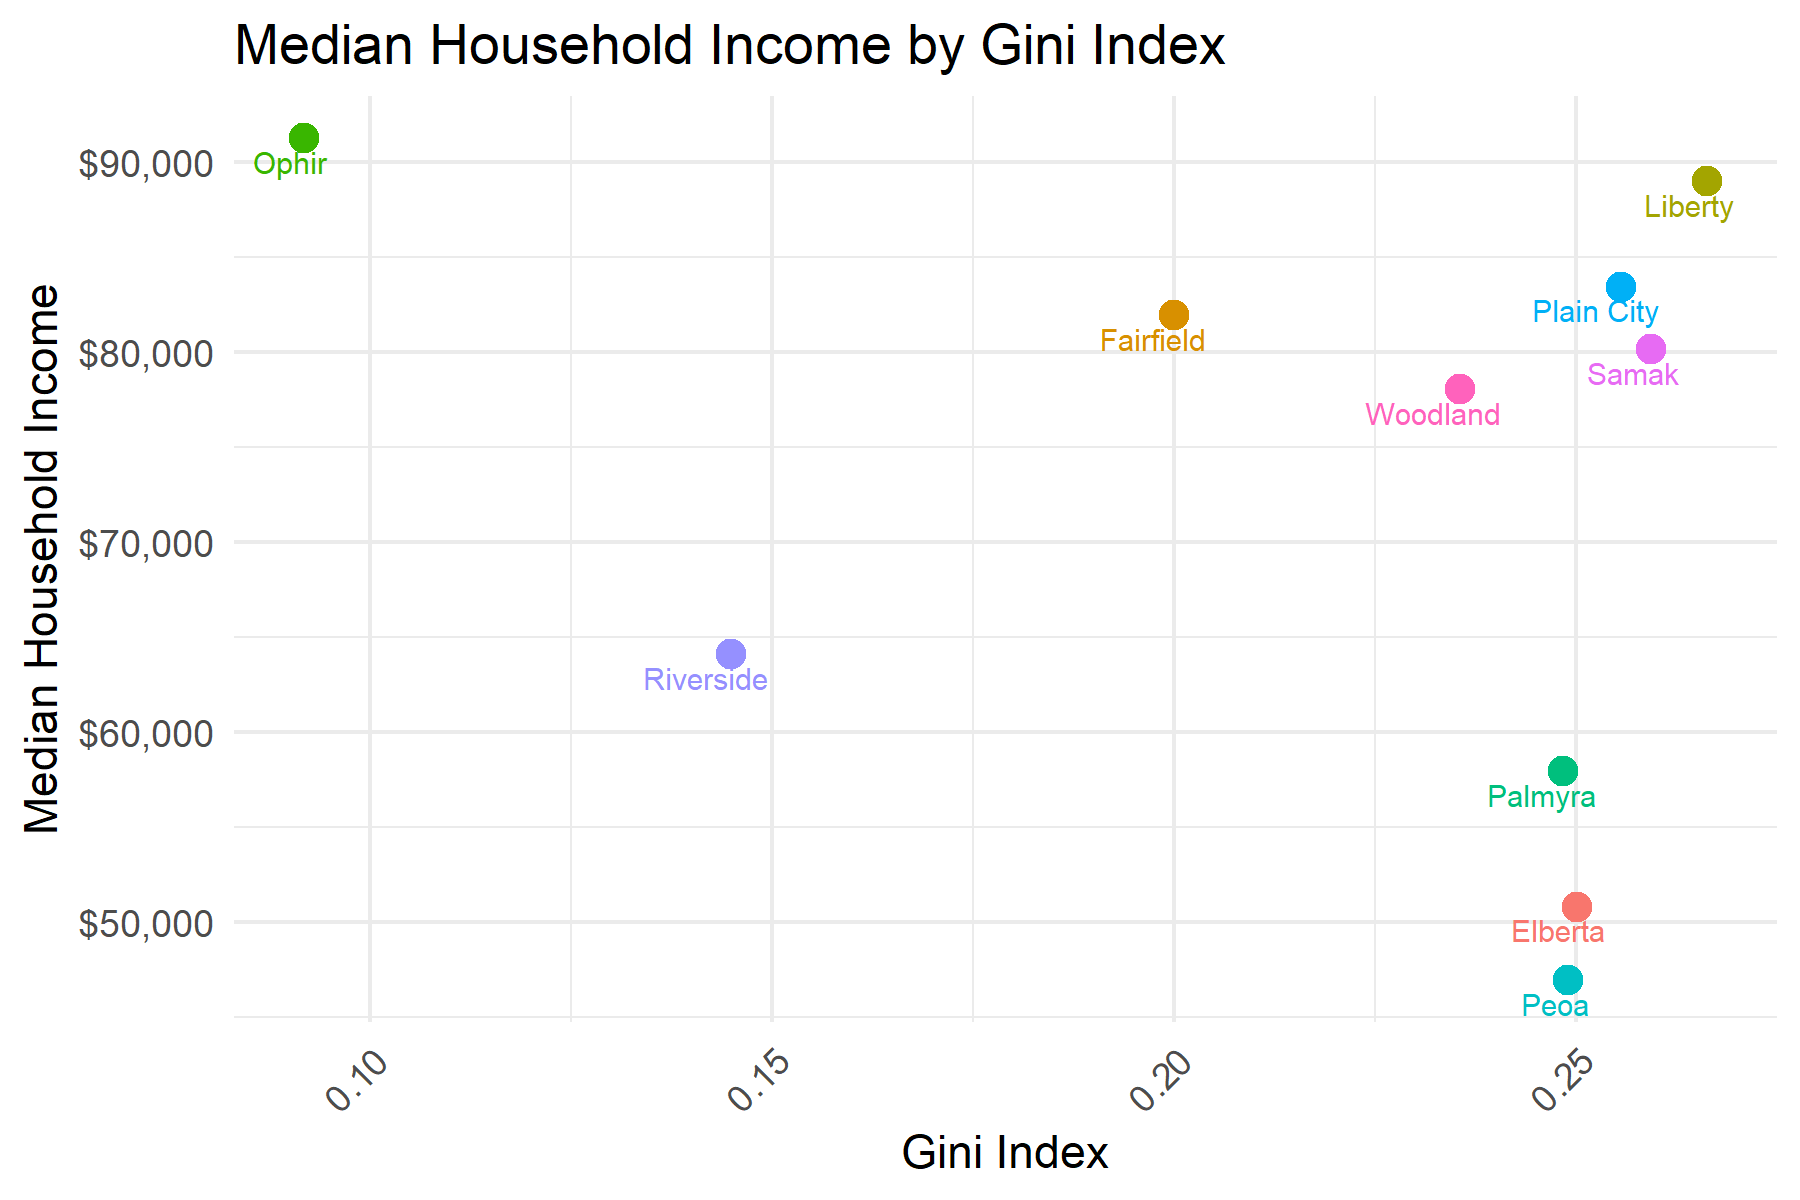 Median Household Income by Gini Index
Median Household Income
$90,000
$80,000
$70,000
$60,000
$50,000
Ophir
Liberty
Plain City
Fairfield
Samak
Woodland
Riverside
Palmyra
Elberta
Peoa
0.10
0.15
0.20
0.25
Gini Index